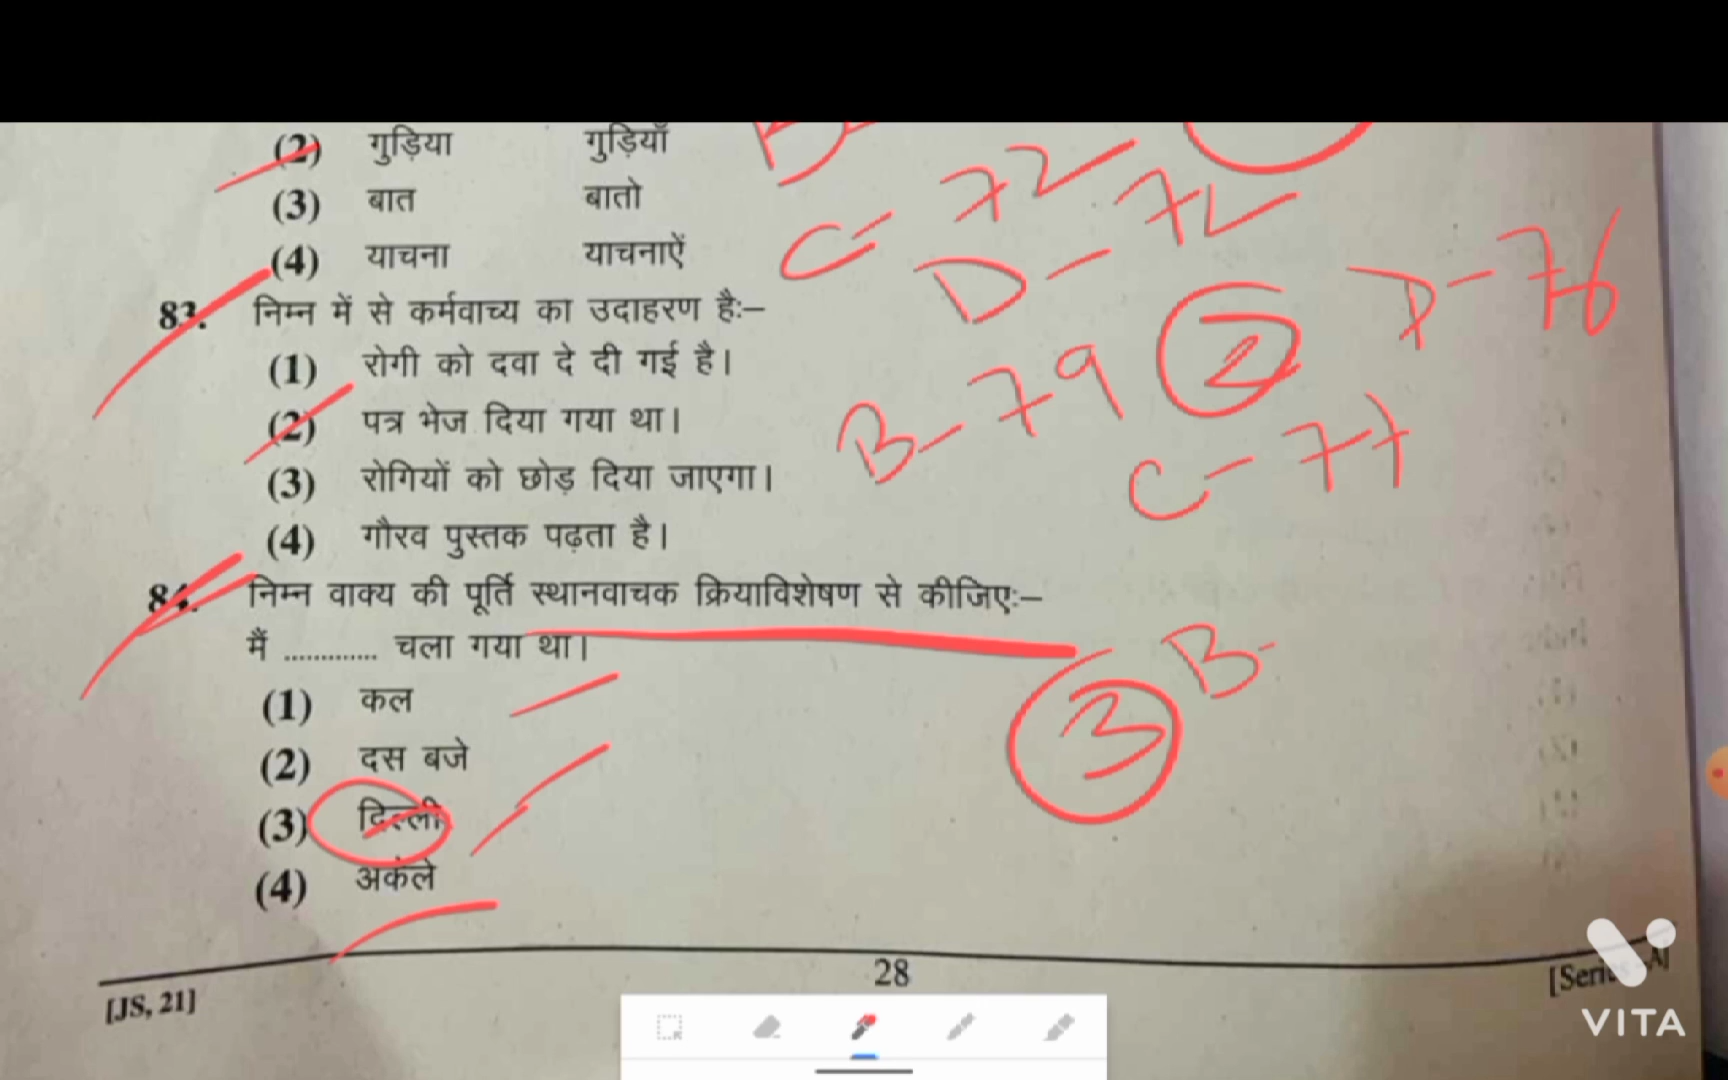 (2) गुड़िया गुड़ियाँ
(3) बात बातो
(4) याचना याचनाऐं
83. निम्न में से कर्मवाच्य का उदाहरण है:–
(1) रोगी को दवा दे दी गई है।
(2) पत्र भेज दिया गया था।
(3) रोगियों को छोड़ दिया जाएगा।
(4) गौरव पुस्तक पढ़ता है।
84. निम्न वाक्य की पूर्ति स्थानवाचक क्रियाविशेषण से कीजिए:–
मैं ............. चला गया था।
(1) कल
(2) दस बजे
(3) दिल्ली
(4) अकेले
C – 72
D – 72
D – 76
2
B – 79
C – 77
B –
3
28
[JS, 21]
VITA